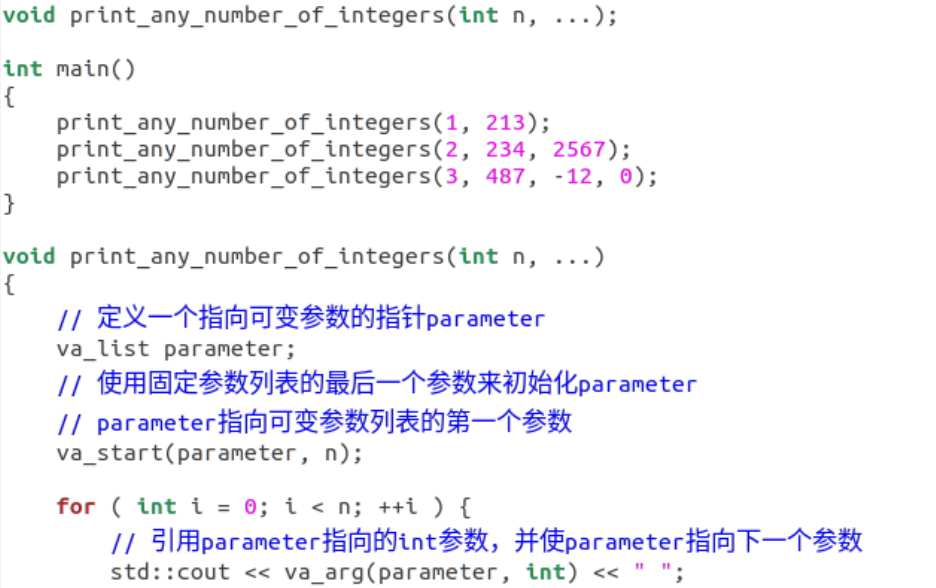 void print_any_number_of_integers(int n, ...);
int main()
{
    print_any_number_of_integers(1, 213);
    print_any_number_of_integers(2, 234, 2567);
    print_any_number_of_integers(3, 487, -12, 0);
}
void print_any_number_of_integers(int n, ...)
{
    // 定义一个指向可变参数的指针parameter
    va_list parameter;
    // 使用固定参数列表的最后一个参数来初始化parameter
    // parameter指向可变参数列表的第一个参数
    va_start(parameter, n);
    for ( int i = 0; i < n; ++i ) {
        // 引用parameter指向的int参数，并使parameter指向下一个参数
        std::cout << va_arg(parameter, int) << " ";